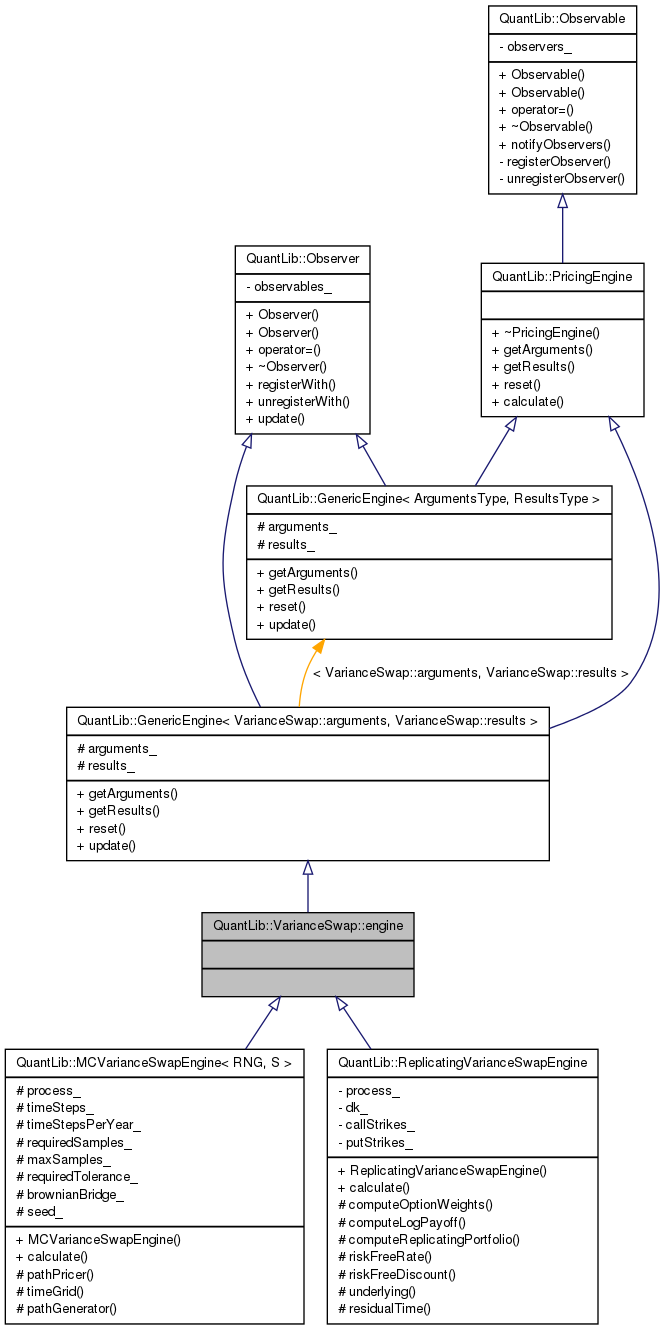 QuantLib::Observable
- observers_
+ Observable()
+ Observable()
+ operator=()
+ ~Observable()
+ notifyObservers()
- registerObserver()
- unregisterObserver()
QuantLib::Observer
- observables_
+ Observer()
+ Observer()
+ operator=()
+ ~Observer()
+ registerWith()
+ unregisterWith()
+ update()
QuantLib::PricingEngine
+ ~PricingEngine()
+ getArguments()
+ getResults()
+ reset()
+ calculate()
QuantLib::GenericEngine< ArgumentsType, ResultsType >
# arguments_
# results_
+ getArguments()
+ getResults()
+ reset()
+ update()
< VarianceSwap::arguments, VarianceSwap::results >
QuantLib::GenericEngine< VarianceSwap::arguments, VarianceSwap::results >
# arguments_
# results_
+ getArguments()
+ getResults()
+ reset()
+ update()
QuantLib::VarianceSwap::engine
QuantLib::MCVarianceSwapEngine< RNG, S >
# process_
# timeSteps_
# timeStepsPerYear_
# requiredSamples_
# maxSamples_
# requiredTolerance_
# brownianBridge_
# seed_
+ MCVarianceSwapEngine()
+ calculate()
# pathPricer()
# timeGrid()
# pathGenerator()
QuantLib::ReplicatingVarianceSwapEngine
- process_
- dk_
- callStrikes_
- putStrikes_
+ ReplicatingVarianceSwapEngine()
+ calculate()
# computeOptionWeights()
# computeLogPayoff()
# computeReplicatingPortfolio()
# riskFreeRate()
# riskFreeDiscount()
# underlying()
# residualTime()